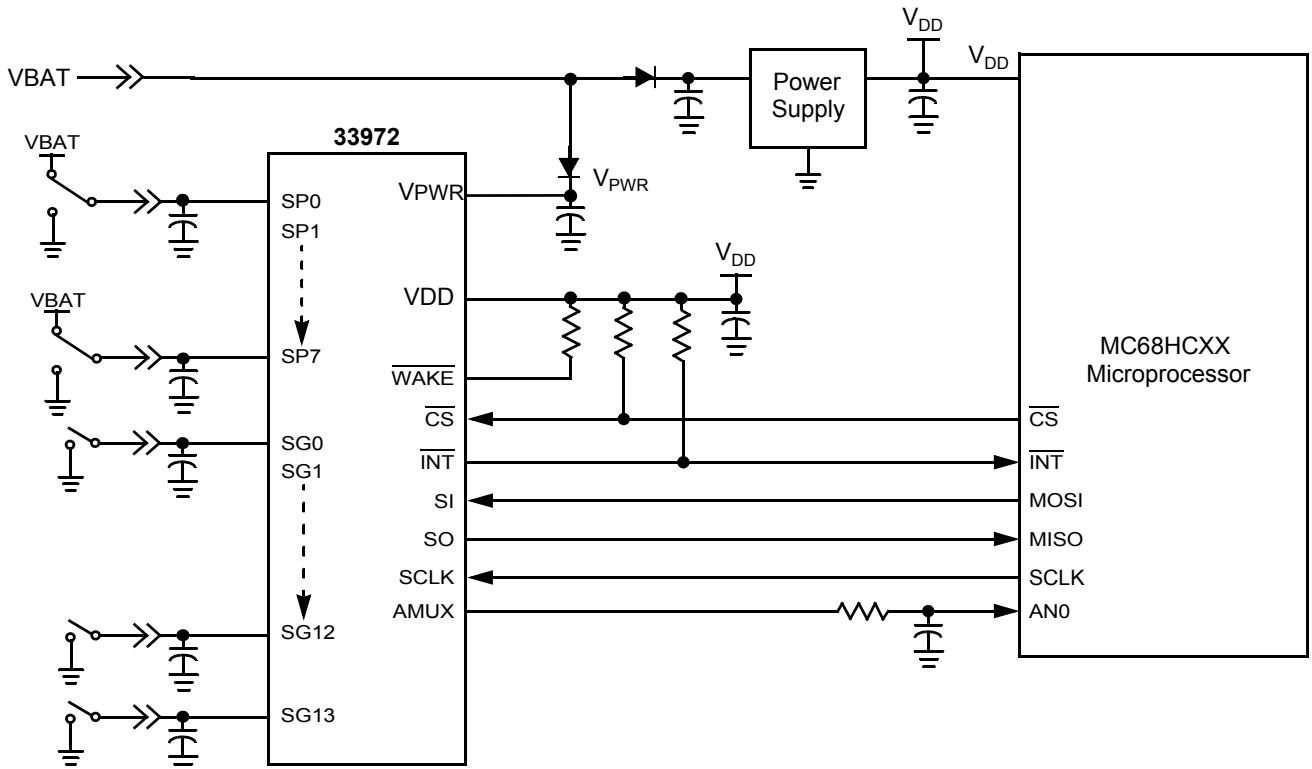 VDD
VDD
VBAT
Power
Supply
33972
VBAT
SP0
VPWR
VPWR
SP1
VDD
VDD
VBAT
SP7
WAKE
MC68HCXX
Microprocessor
CS
CS
SG0
SG1
INT
INT
SI
MOSI
SO
MISO
SCLK
SCLK
AMUX
AN0
SG12
SG13